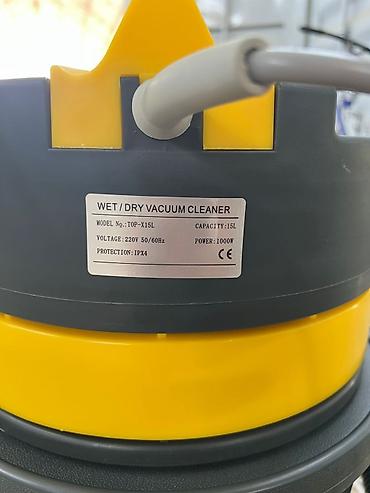 WET / DRY VACUUM CLEANER
MODEL No.:TOP-X15L CAPACITY:15L
VOLTAGE:220V 50/60Hz POWER:1000W
PROTECTION:IPX4 CE